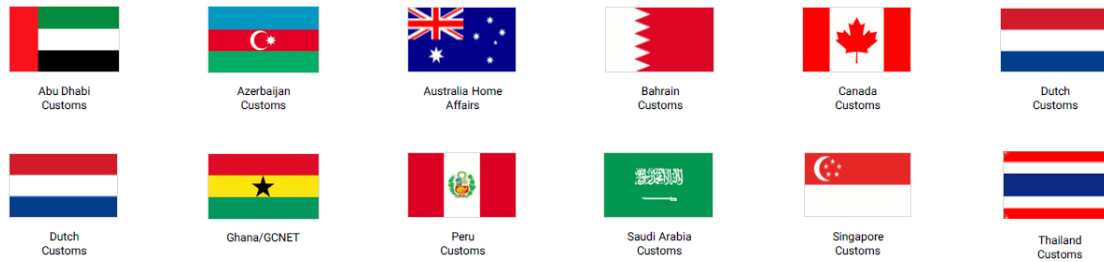 Abu Dhabi
Customs
Azerbaijan
Customs
Australia Home
Affairs
Bahrain
Customs
Canada
Customs
Dutch
Customs
Dutch
Customs
Ghana/GCNET
Peru
Customs
Saudi Arabia
Customs
Singapore
Customs
Thailand
Customs